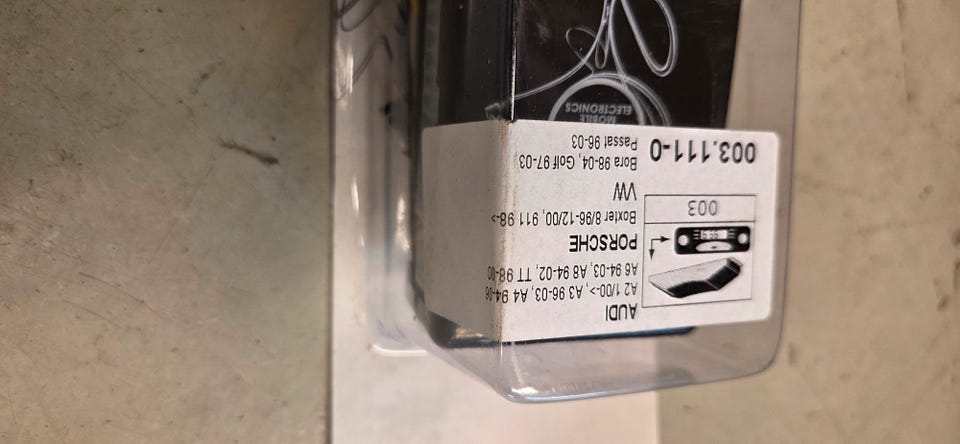 AUDI
A2 1/00->, A3 96-03, A4 94-06
A6 94-03, A8 94-02, TT 98-00
PORSCHE
Boxter 8/96-12/00, 911 98->
VW
Bora 98-04, Golf 97-03
Passat 96-03
003
003.111-0
MOBILE
ELECTRONICS